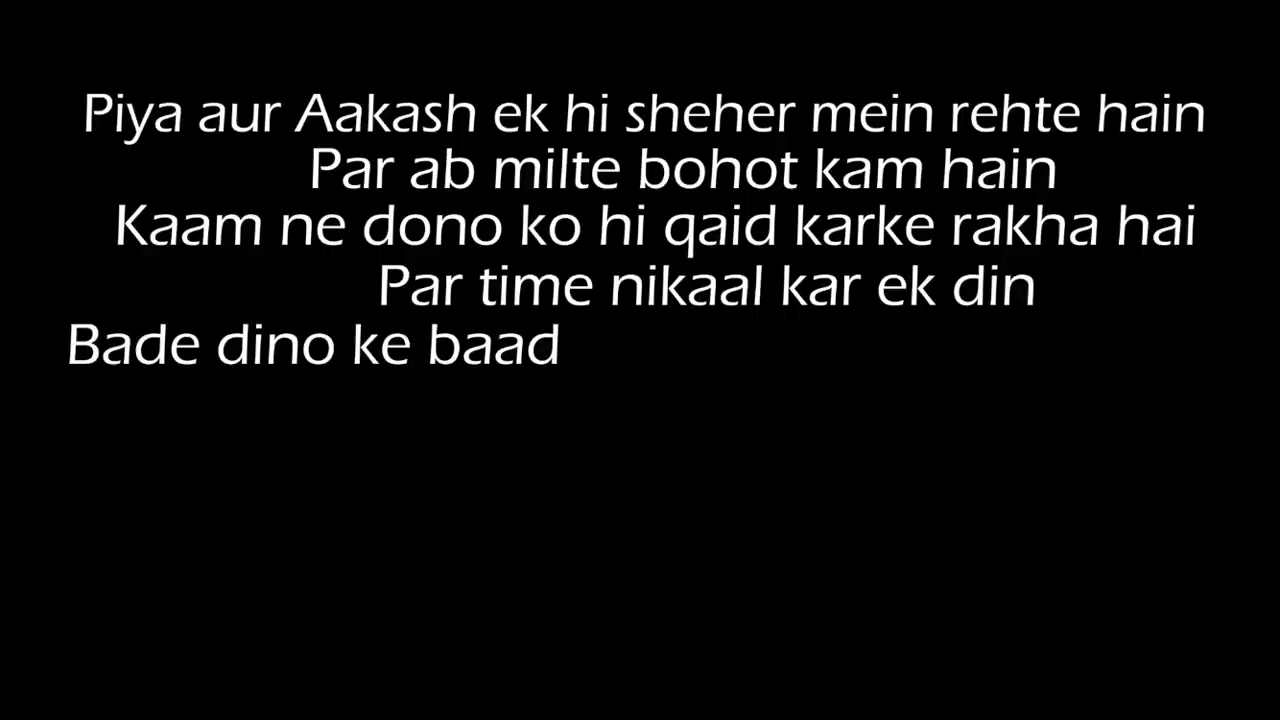 Piya aur Aakash ek hi sheher mein rehte hain
Par ab milte bohot kam hain
Kaam ne dono ko hi qaid karke rakha hai
Par time nikaal kar ek din
Bade dino ke baad